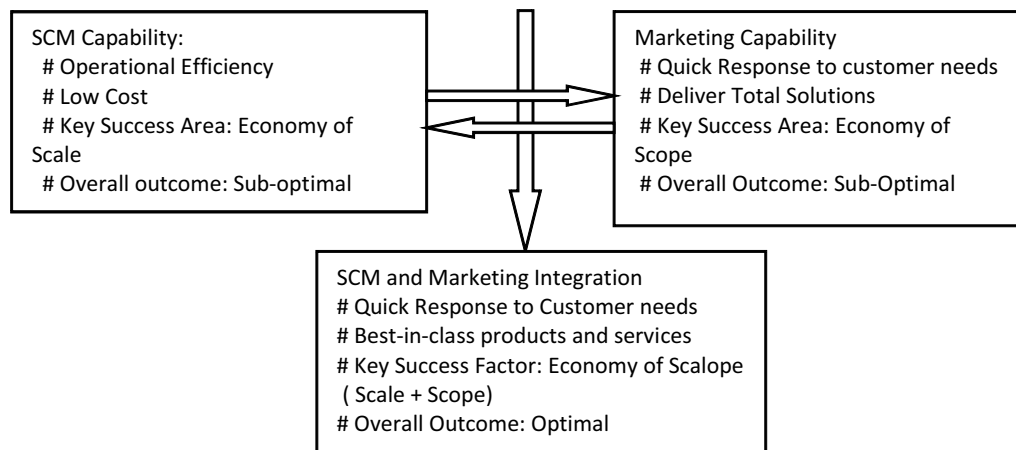 SCM Capability:
# Operational Efficiency
# Low Cost
# Key Success Area: Economy of
Scale
# Overall outcome: Sub-optimal
Marketing Capability
# Quick Response to customer needs
# Deliver Total Solutions
# Key Success Area: Economy of
Scope
# Overall Outcome: Sub-Optimal
SCM and Marketing Integration
# Quick Response to Customer needs
# Best-in-class products and services
# Key Success Factor: Economy of Scalope
( Scale + Scope)
# Overall Outcome: Optimal